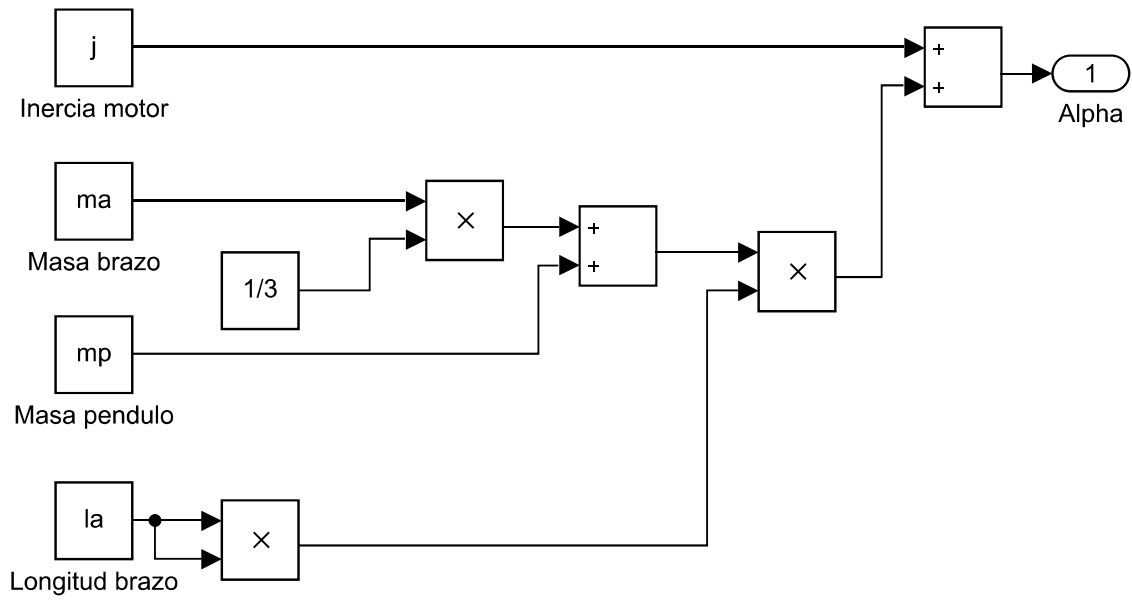 j
Inercia motor
+
+
1
Alpha
ma
Masa brazo
×
1/3
+
+
×
mp
Masa pendulo
la
Longitud brazo
×